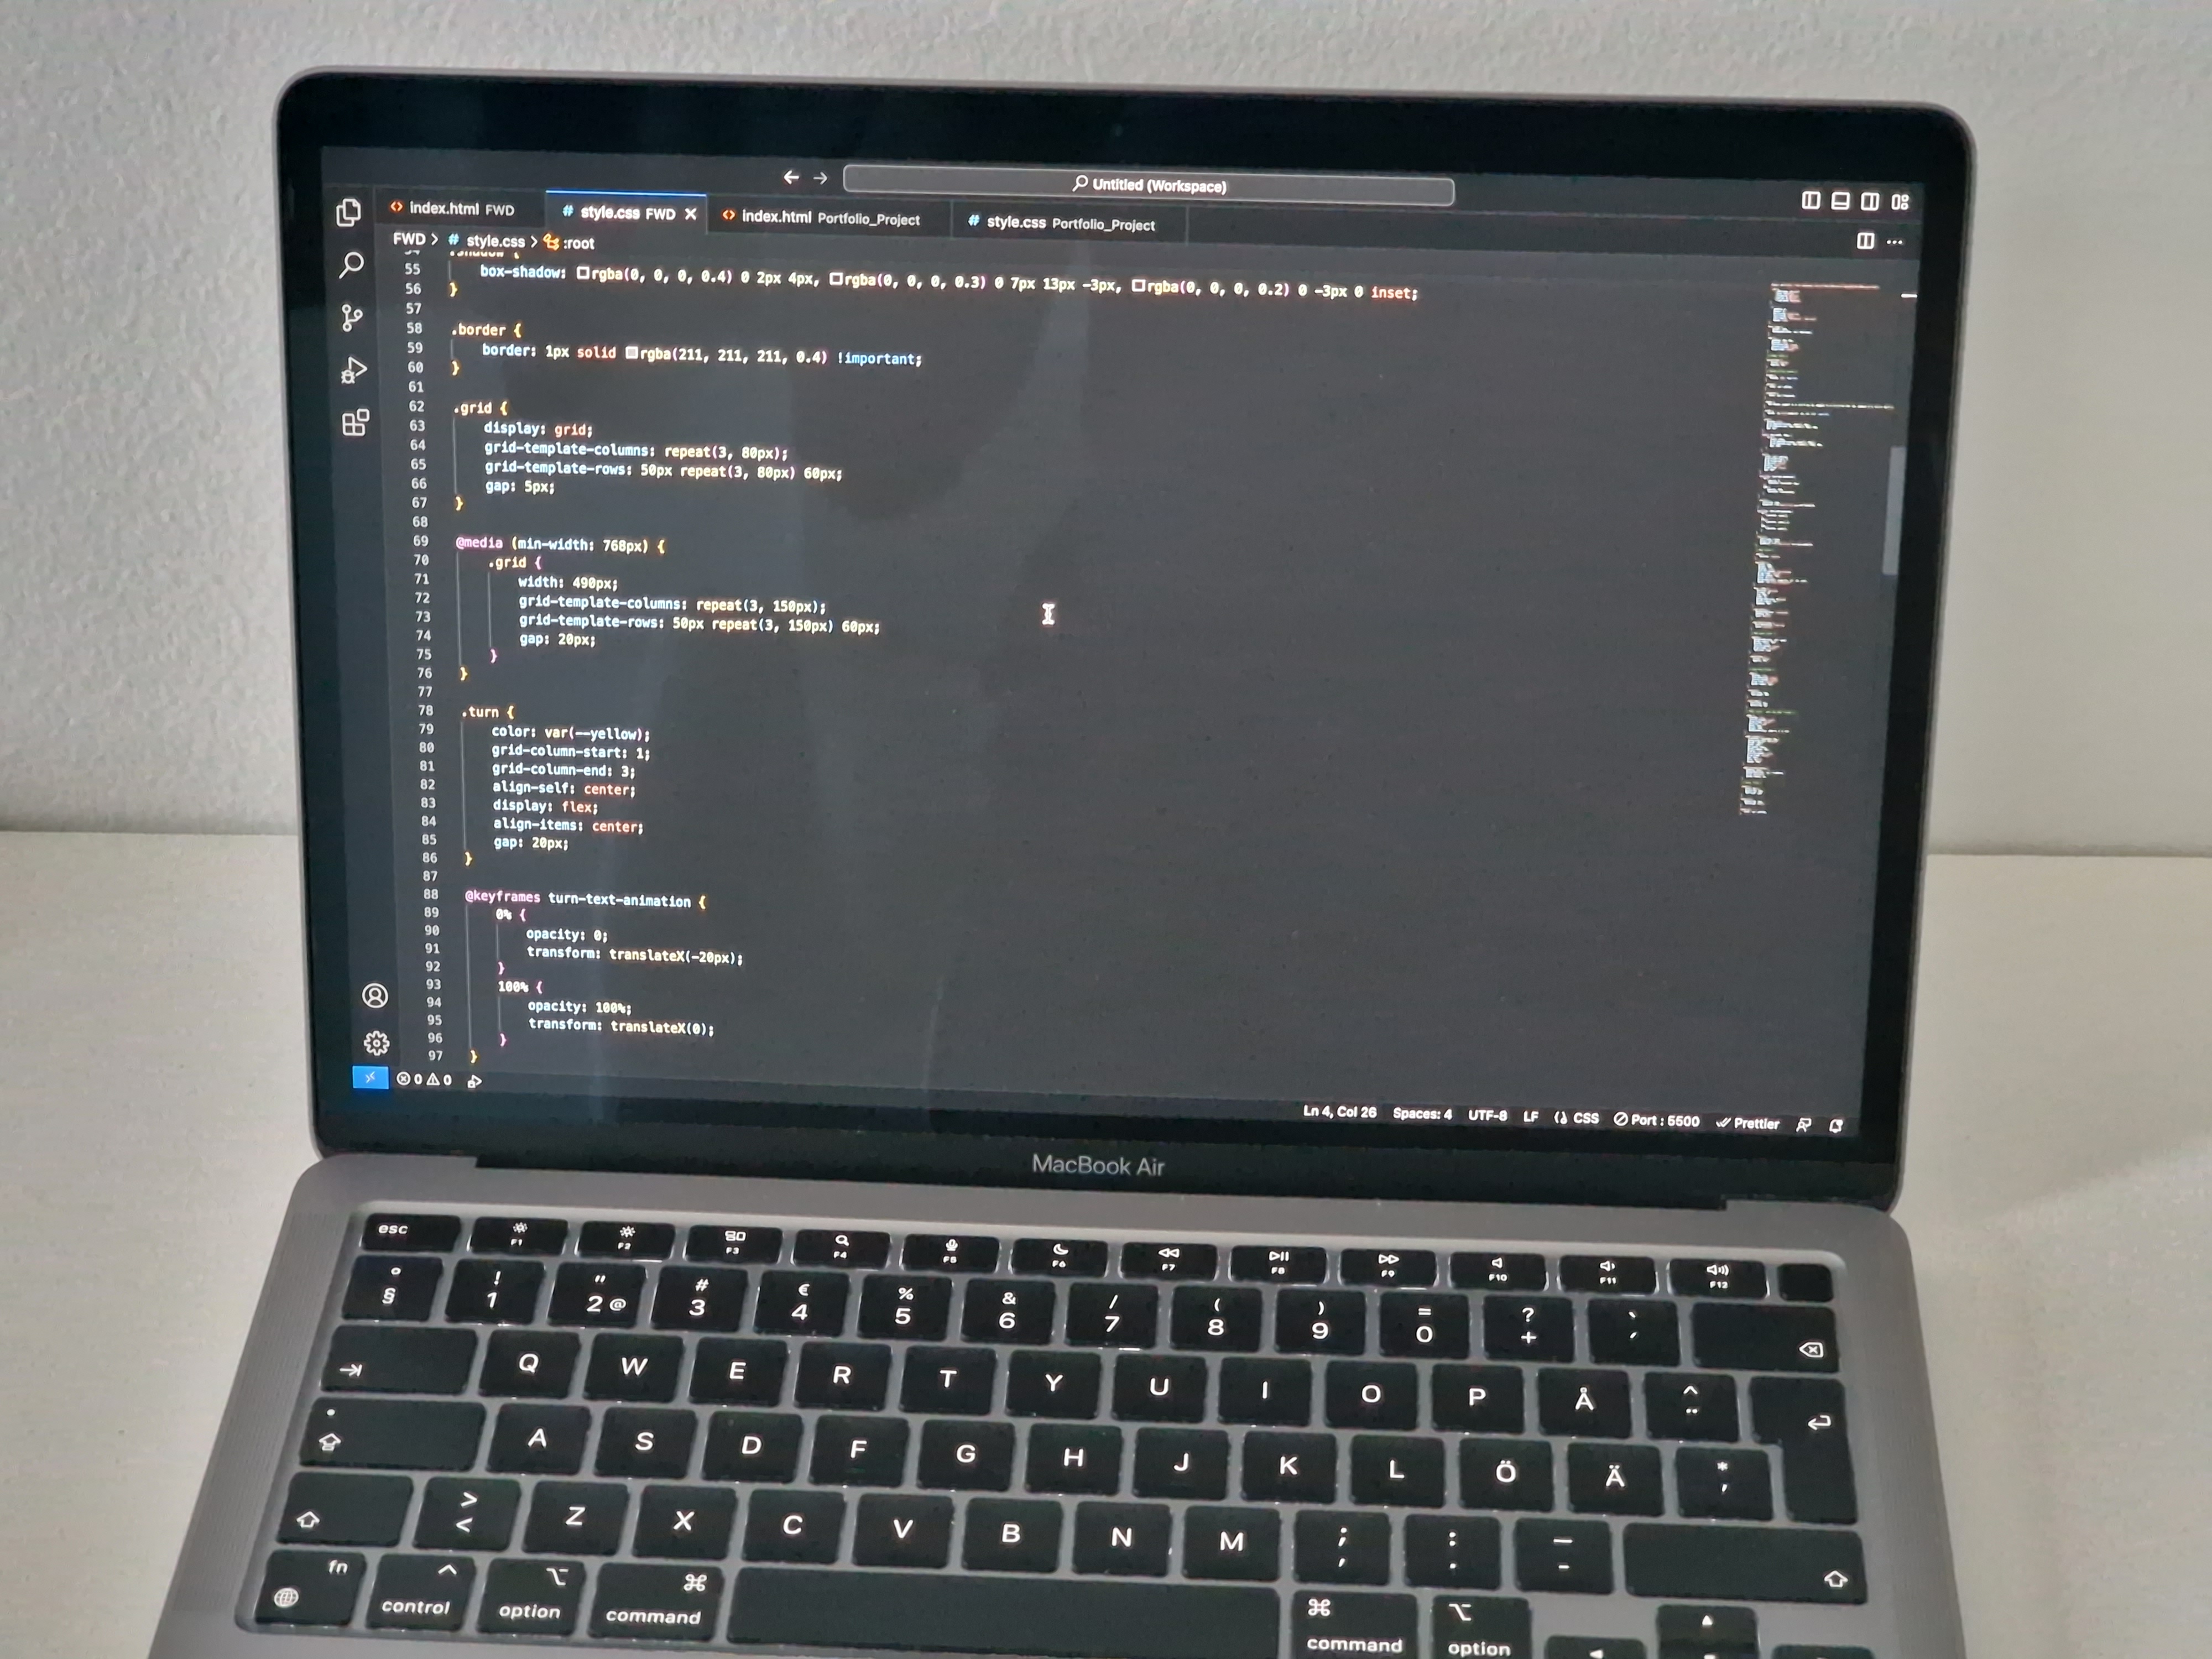 Untitled (Workspace)
index.html FWD
style.css FWD
index.html Portfolio_Project
style.css Portfolio_Project
FWD > # style.css > :root
54 .shadow {
55 box-shadow: rgba(0, 0, 0, 0.4) 0 2px 4px, rgba(0, 0, 0, 0.3) 0 7px 13px -3px, rgba(0, 0, 0, 0.2) 0 -3px 0 inset;
56 }
57
58 .border {
59 border: 1px solid rgba(211, 211, 211, 0.4) !important;
60 }
61
62 .grid {
63 display: grid;
64 grid-template-columns: repeat(3, 80px);
65 grid-template-rows: 50px repeat(3, 80px) 60px;
66 gap: 5px;
67 }
68
69 @media (min-width: 768px) {
70 .grid {
71 width: 490px;
72 grid-template-columns: repeat(3, 150px);
73 grid-template-rows: 50px repeat(3, 150px) 60px;
74 gap: 20px;
75 }
76 }
77
78 .turn {
79 color: var(--yellow);
80 grid-column-start: 1;
81 grid-column-end: 3;
82 align-self: center;
83 display: flex;
84 align-items: center;
85 gap: 20px;
86 }
87
88 @keyframes turn-text-animation {
89 0% {
90 opacity: 0;
91 transform: translateX(-20px);
92 }
93 100% {
94 opacity: 100%;
95 transform: translateX(0);
96 }
97 }
0 0
Ln 4, Col 26 Spaces: 4 UTF-8 LF CSS Port : 5500 Prettier
MacBook Air
esc F1 F2 F3 F4 F5 F6 F7 F8 F9 F10 F11 F12
° ! " # € % & / ( ) = ? `
§ 1 2 @ 3 4 5 6 7 8 9 0 + ´
Q W E R T Y U I O P Å ^ ¨
A S D F G H J K L Ö Ä * '
> < Z X C V B N M ; , : . _ -
fn control option command command option